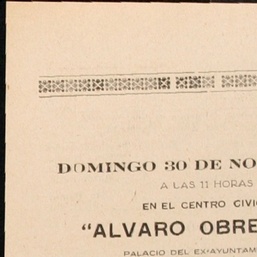 DOMINGO 30 DE NO
A LAS 11 HORAS
EN EL CENTRO CIVIC
"ALVARO OBRE
PALACIO DEL EX-AYUNTAM